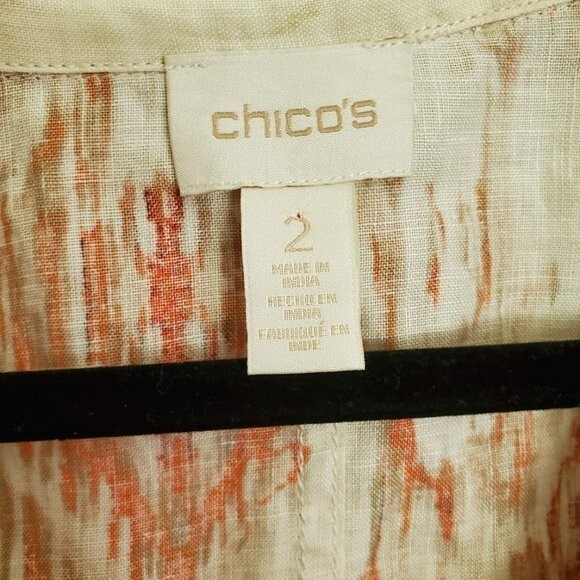 chico's
2
MADE IN
INDIA
HECHO EN
INDIA
FABRIQUÉ EN
INDE